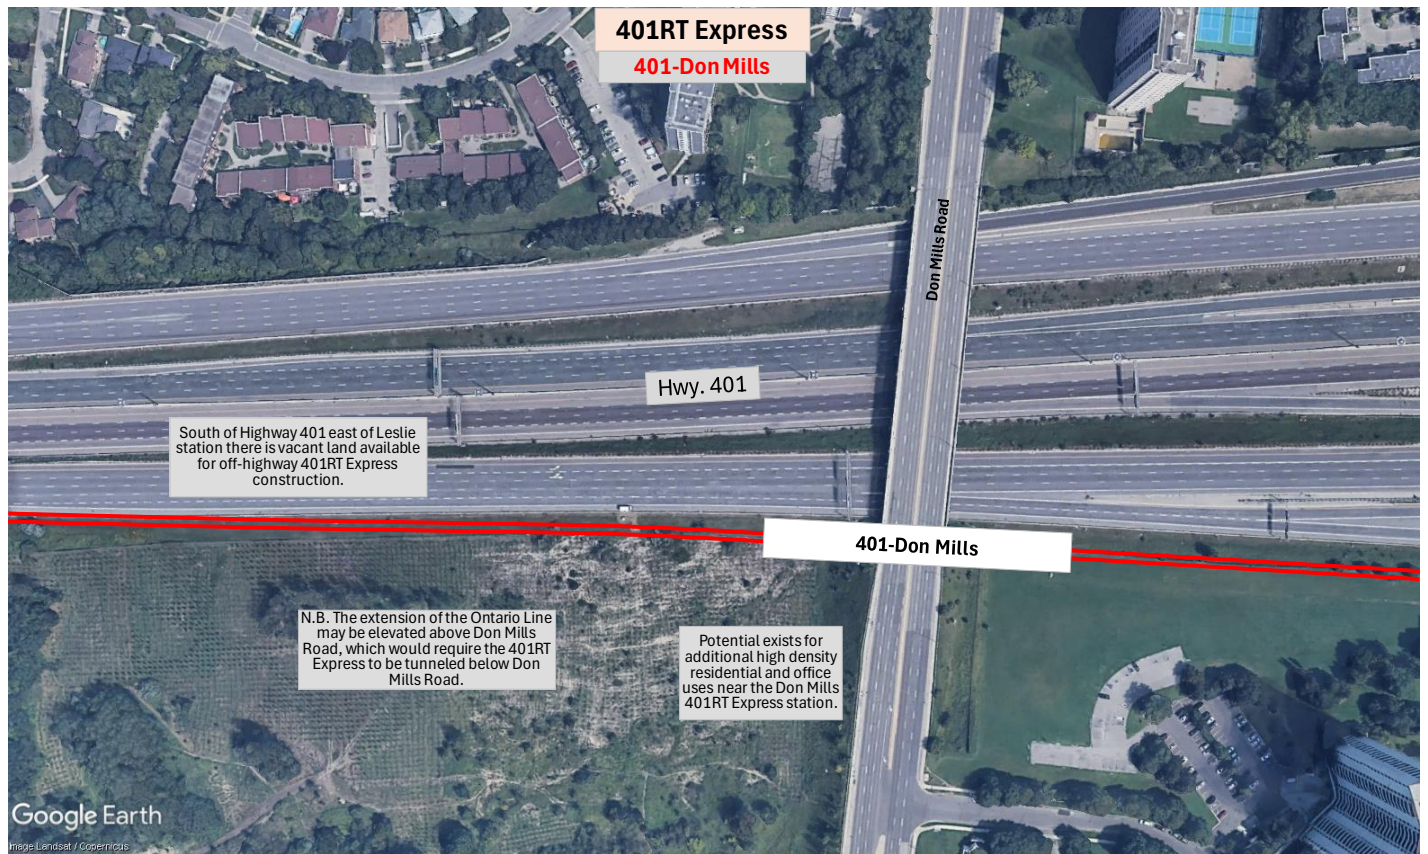 401RT Express
401-Don Mills
Don Mills Road
Hwy. 401
South of Highway 401 east of Leslie
station there is vacant land available
for off-highway 401RT Express
construction.
401-Don Mills
N.B. The extension of the Ontario Line
may be elevated above Don Mills
Road, which would require the 401RT
Express to be tunneled below Don
Mills Road.
Potential exists for
additional high density
residential and office
uses near the Don Mills
401RT Express station.
Google Earth
Image Landsat / Copernicus